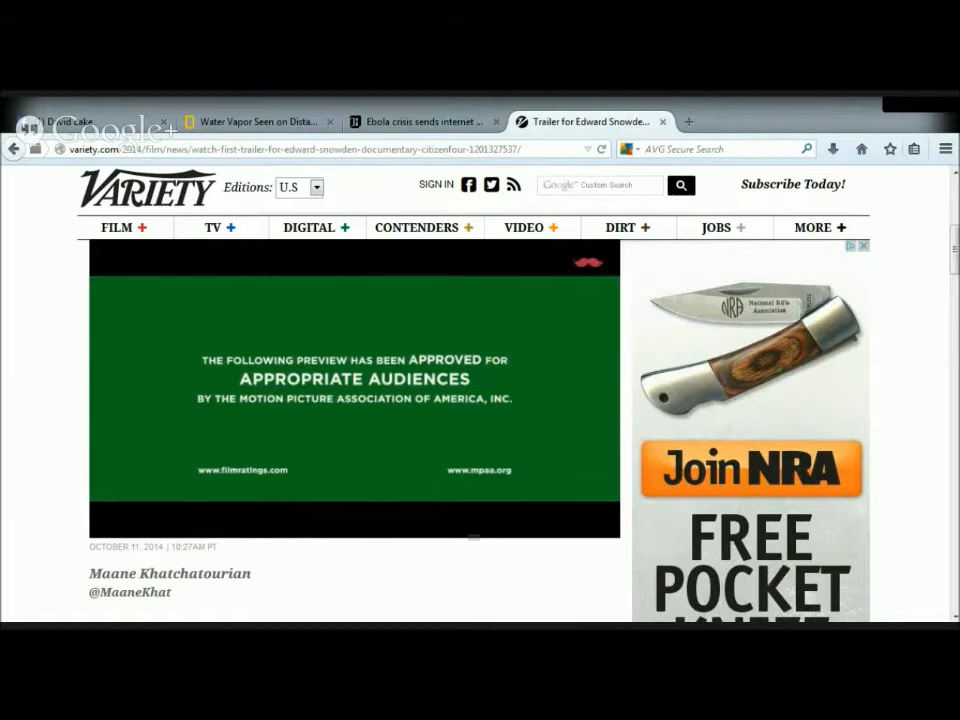 David Cake
Water Vapor Seen on Dista...
Ebola crisis sends internet ...
Trailer for Edward Snowde...
Google+
variety.com/2014/film/news/watch-first-trailer-for-edward-snowden-documentary-citizenfour-1201327537/
AVG Secure Search
VARIETY
Editions:
U.S
SIGN IN
Google Custom Search
Subscribe Today!
FILM +
TV +
DIGITAL +
CONTENDERS +
VIDEO +
DIRT +
JOBS +
MORE +
THE FOLLOWING PREVIEW HAS BEEN APPROVED FOR
APPROPRIATE AUDIENCES
BY THE MOTION PICTURE ASSOCIATION OF AMERICA, INC.
www.filmratings.com
www.mpaa.org
NRA
National Rifle
Association
Join NRA
FREE
POCKET
KNIFE
OCTOBER 11, 2014 | 10:27AM PT
Maane Khatchatourian
@MaaneKhat